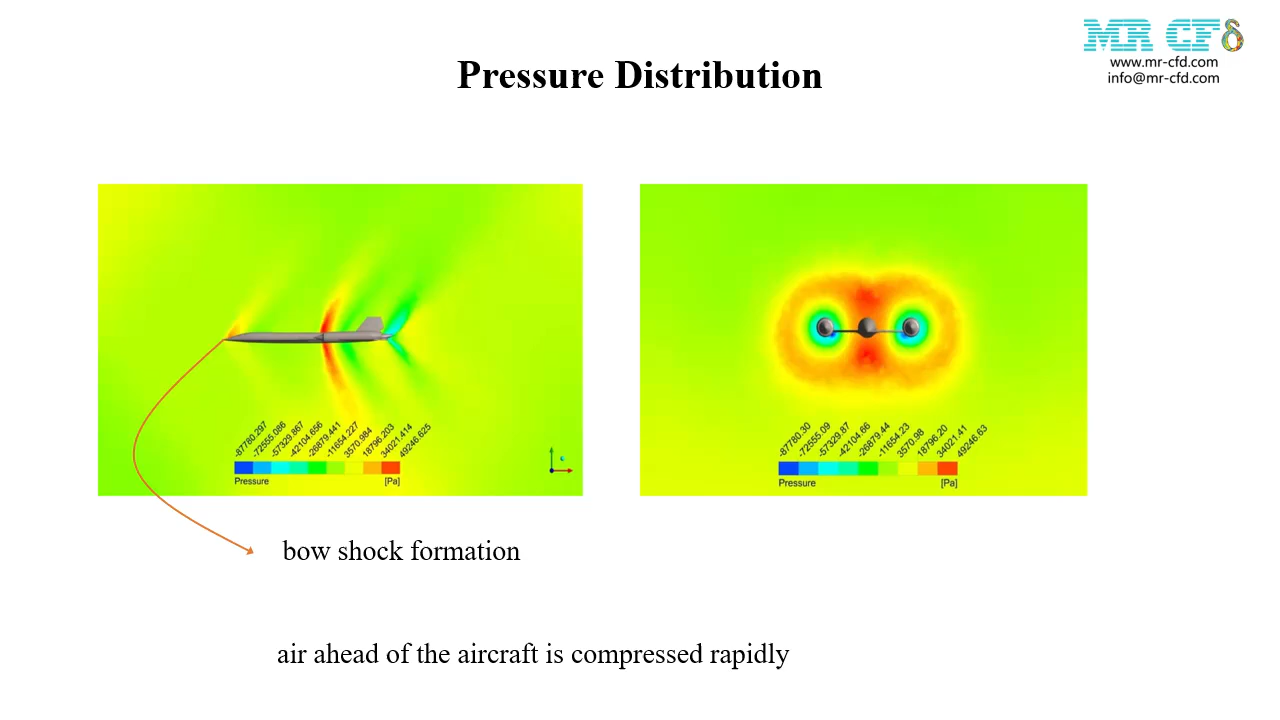 MR CFD
www.mr-cfd.com
info@mr-cfd.com
Pressure Distribution
-87780.297
-72555.086
-57329.867
-42104.656
-26879.441
-11654.227
3570.984
18796.203
34021.414
49246.625
Pressure
[Pa]
-87780.30
-72555.09
-57329.87
-42104.66
-26879.44
-11654.23
3570.98
18796.20
34021.41
49246.63
Pressure
[Pa]
bow shock formation
air ahead of the aircraft is compressed rapidly